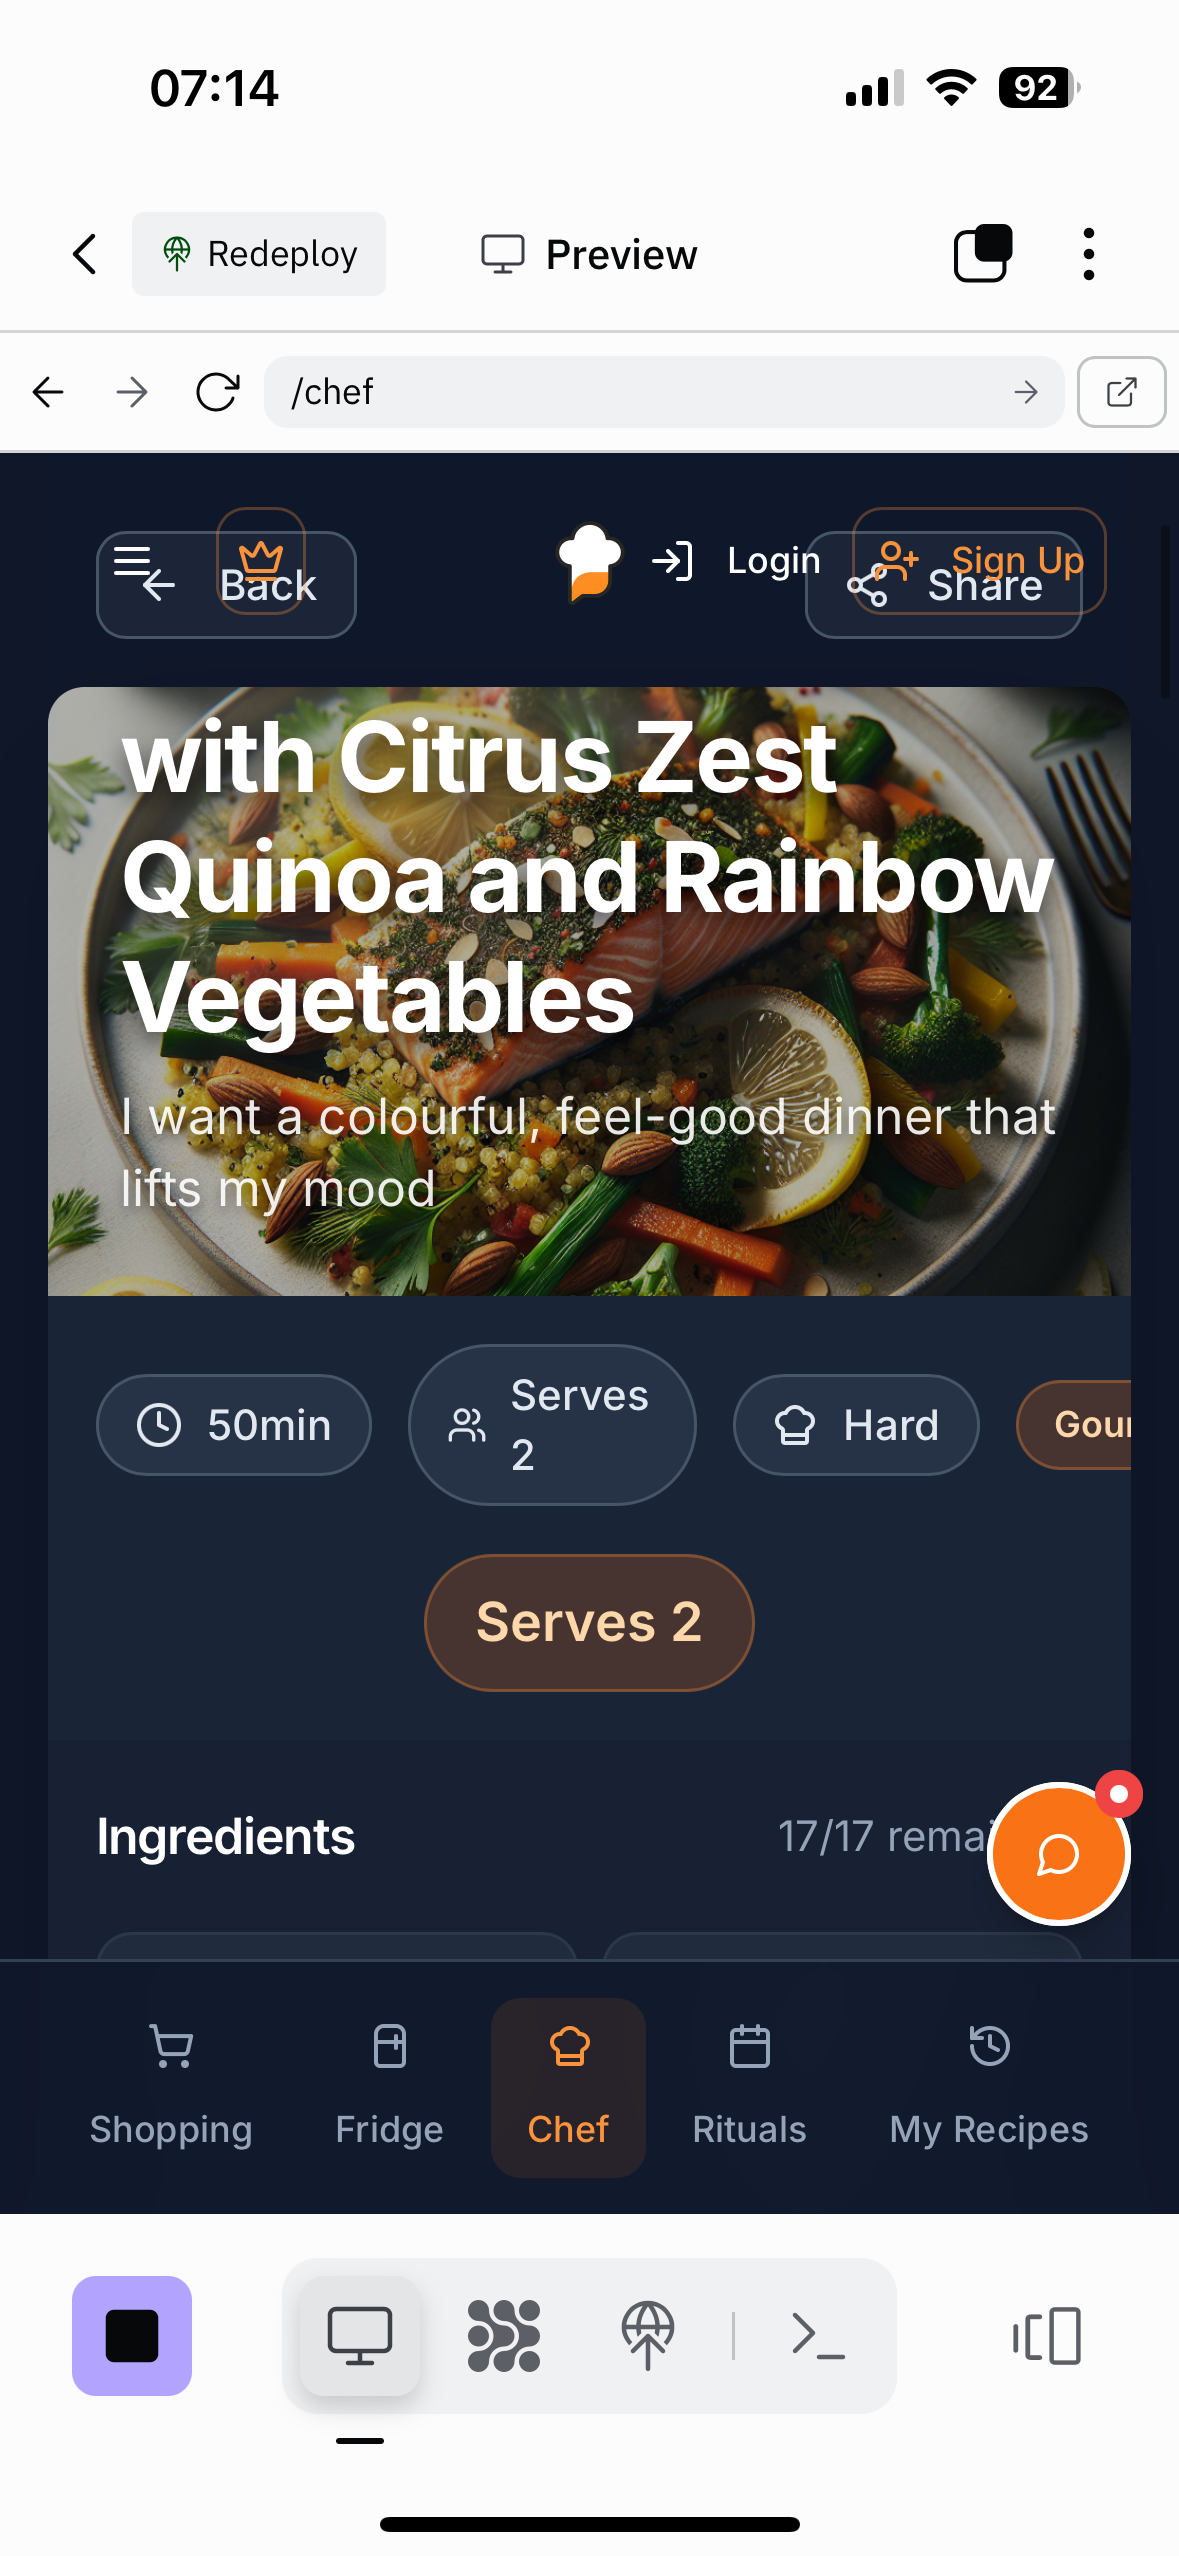 07:14
92
Redeploy
Preview
/chef
Back
Login
Sign Up
Share
with Citrus Zest
Quinoa and Rainbow
Vegetables
I want a colourful, feel-good dinner that
lifts my mood
50min
Serves
2
Hard
Serves 2
Ingredients
17/17
Shopping
Fridge
Chef
Rituals
My Recipes